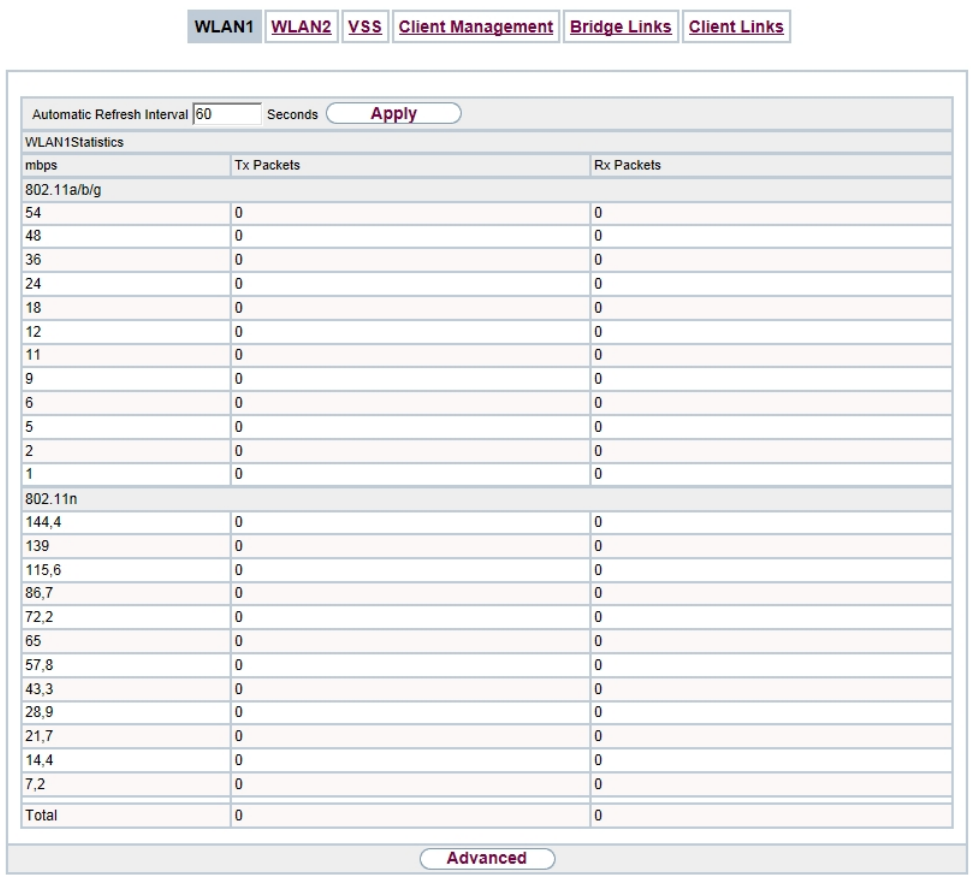 WLAN1 WLAN2 VSS Client Management Bridge Links Client Links
Automatic Refresh Interval 60 Seconds Apply
WLAN1Statistics
mbps Tx Packets Rx Packets
802.11a/b/g
54 0 0
48 0 0
36 0 0
24 0 0
18 0 0
12 0 0
11 0 0
9 0 0
6 0 0
5 0 0
2 0 0
1 0 0
802.11n
144,4 0 0
139 0 0
115,6 0 0
86,7 0 0
72,2 0 0
65 0 0
57,8 0 0
43,3 0 0
28,9 0 0
21,7 0 0
14,4 0 0
7,2 0 0
Total 0 0
Advanced